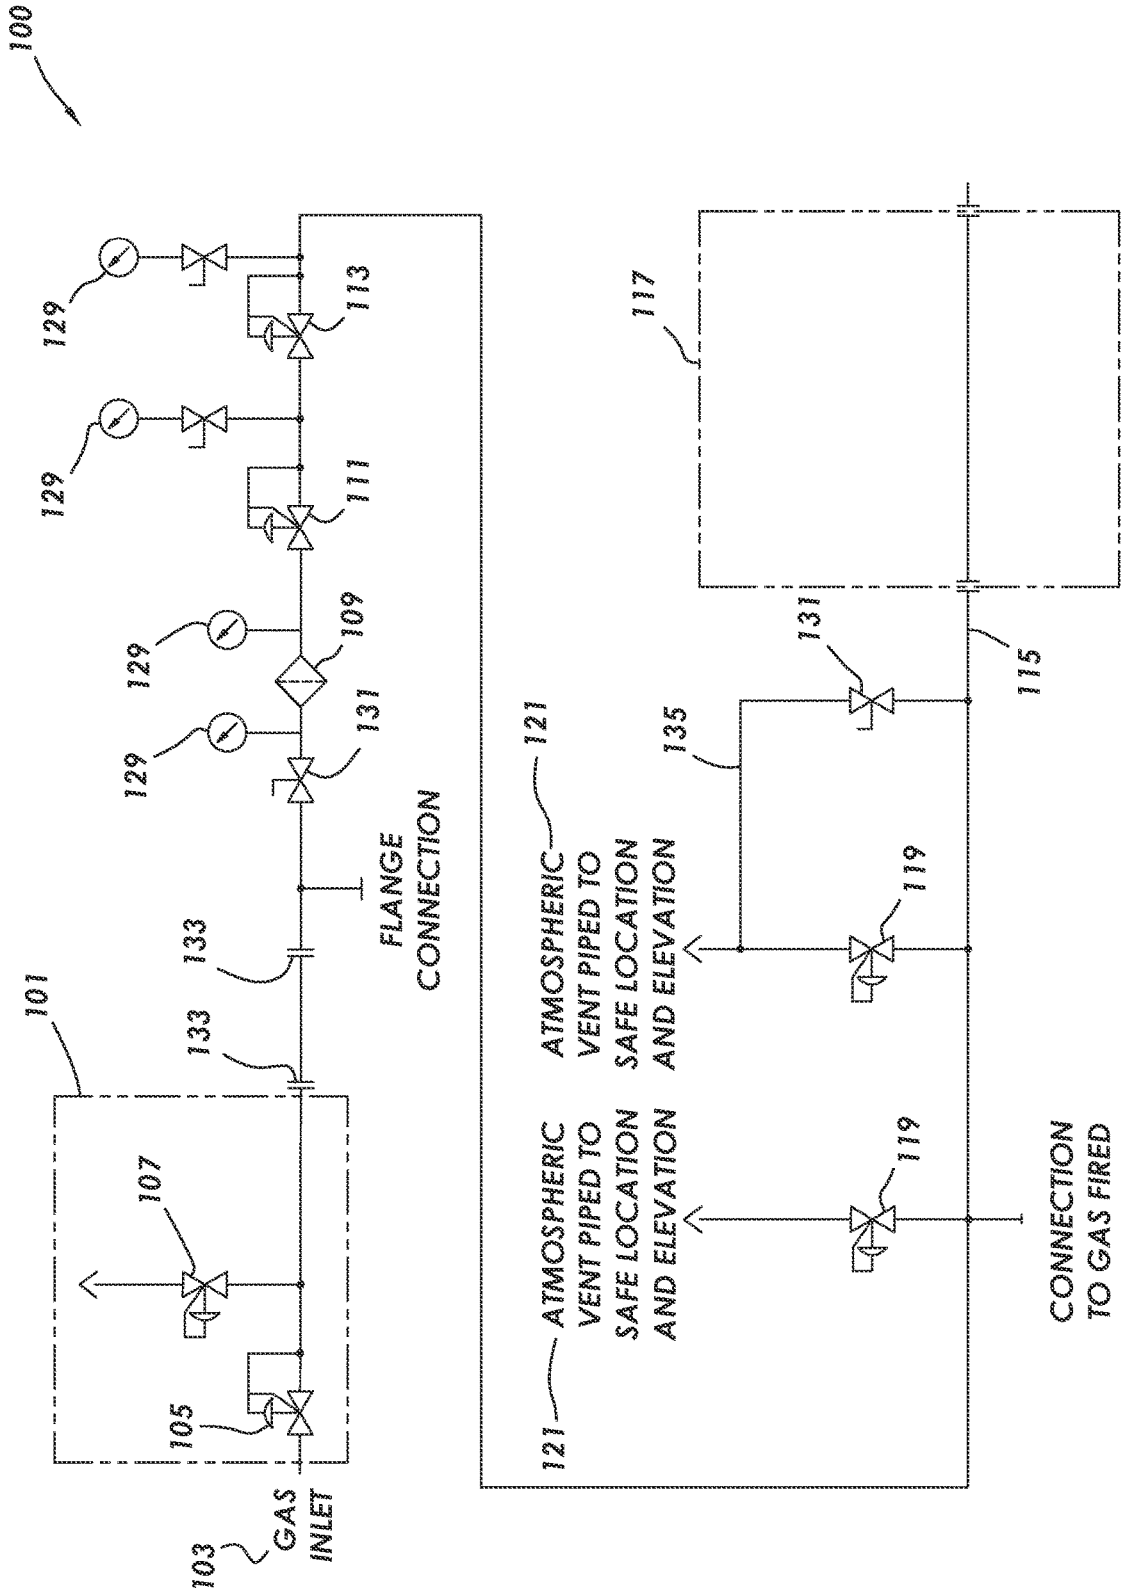 100
129
129
113
111
129
109
129
131
FLANGE
CONNECTION
133
133
101
107
105
103
GAS
INLET
117
131
115
135
121
ATMOSPHERIC
VENT PIPED TO
SAFE LOCATION
AND ELEVATION
119
121
ATMOSPHERIC
VENT PIPED TO
SAFE LOCATION
AND ELEVATION
119
CONNECTION
TO GAS FIRED